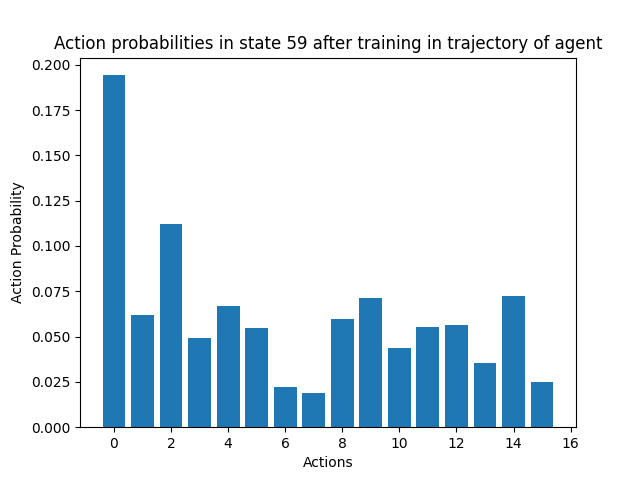 Action probabilities in state 59 after training in trajectory of agent
0.200
0.175
0.150
0.125
0.100
0.075
0.050
0.025
0.000
Action Probability
0 2 4 6 8 10 12 14 16
Actions